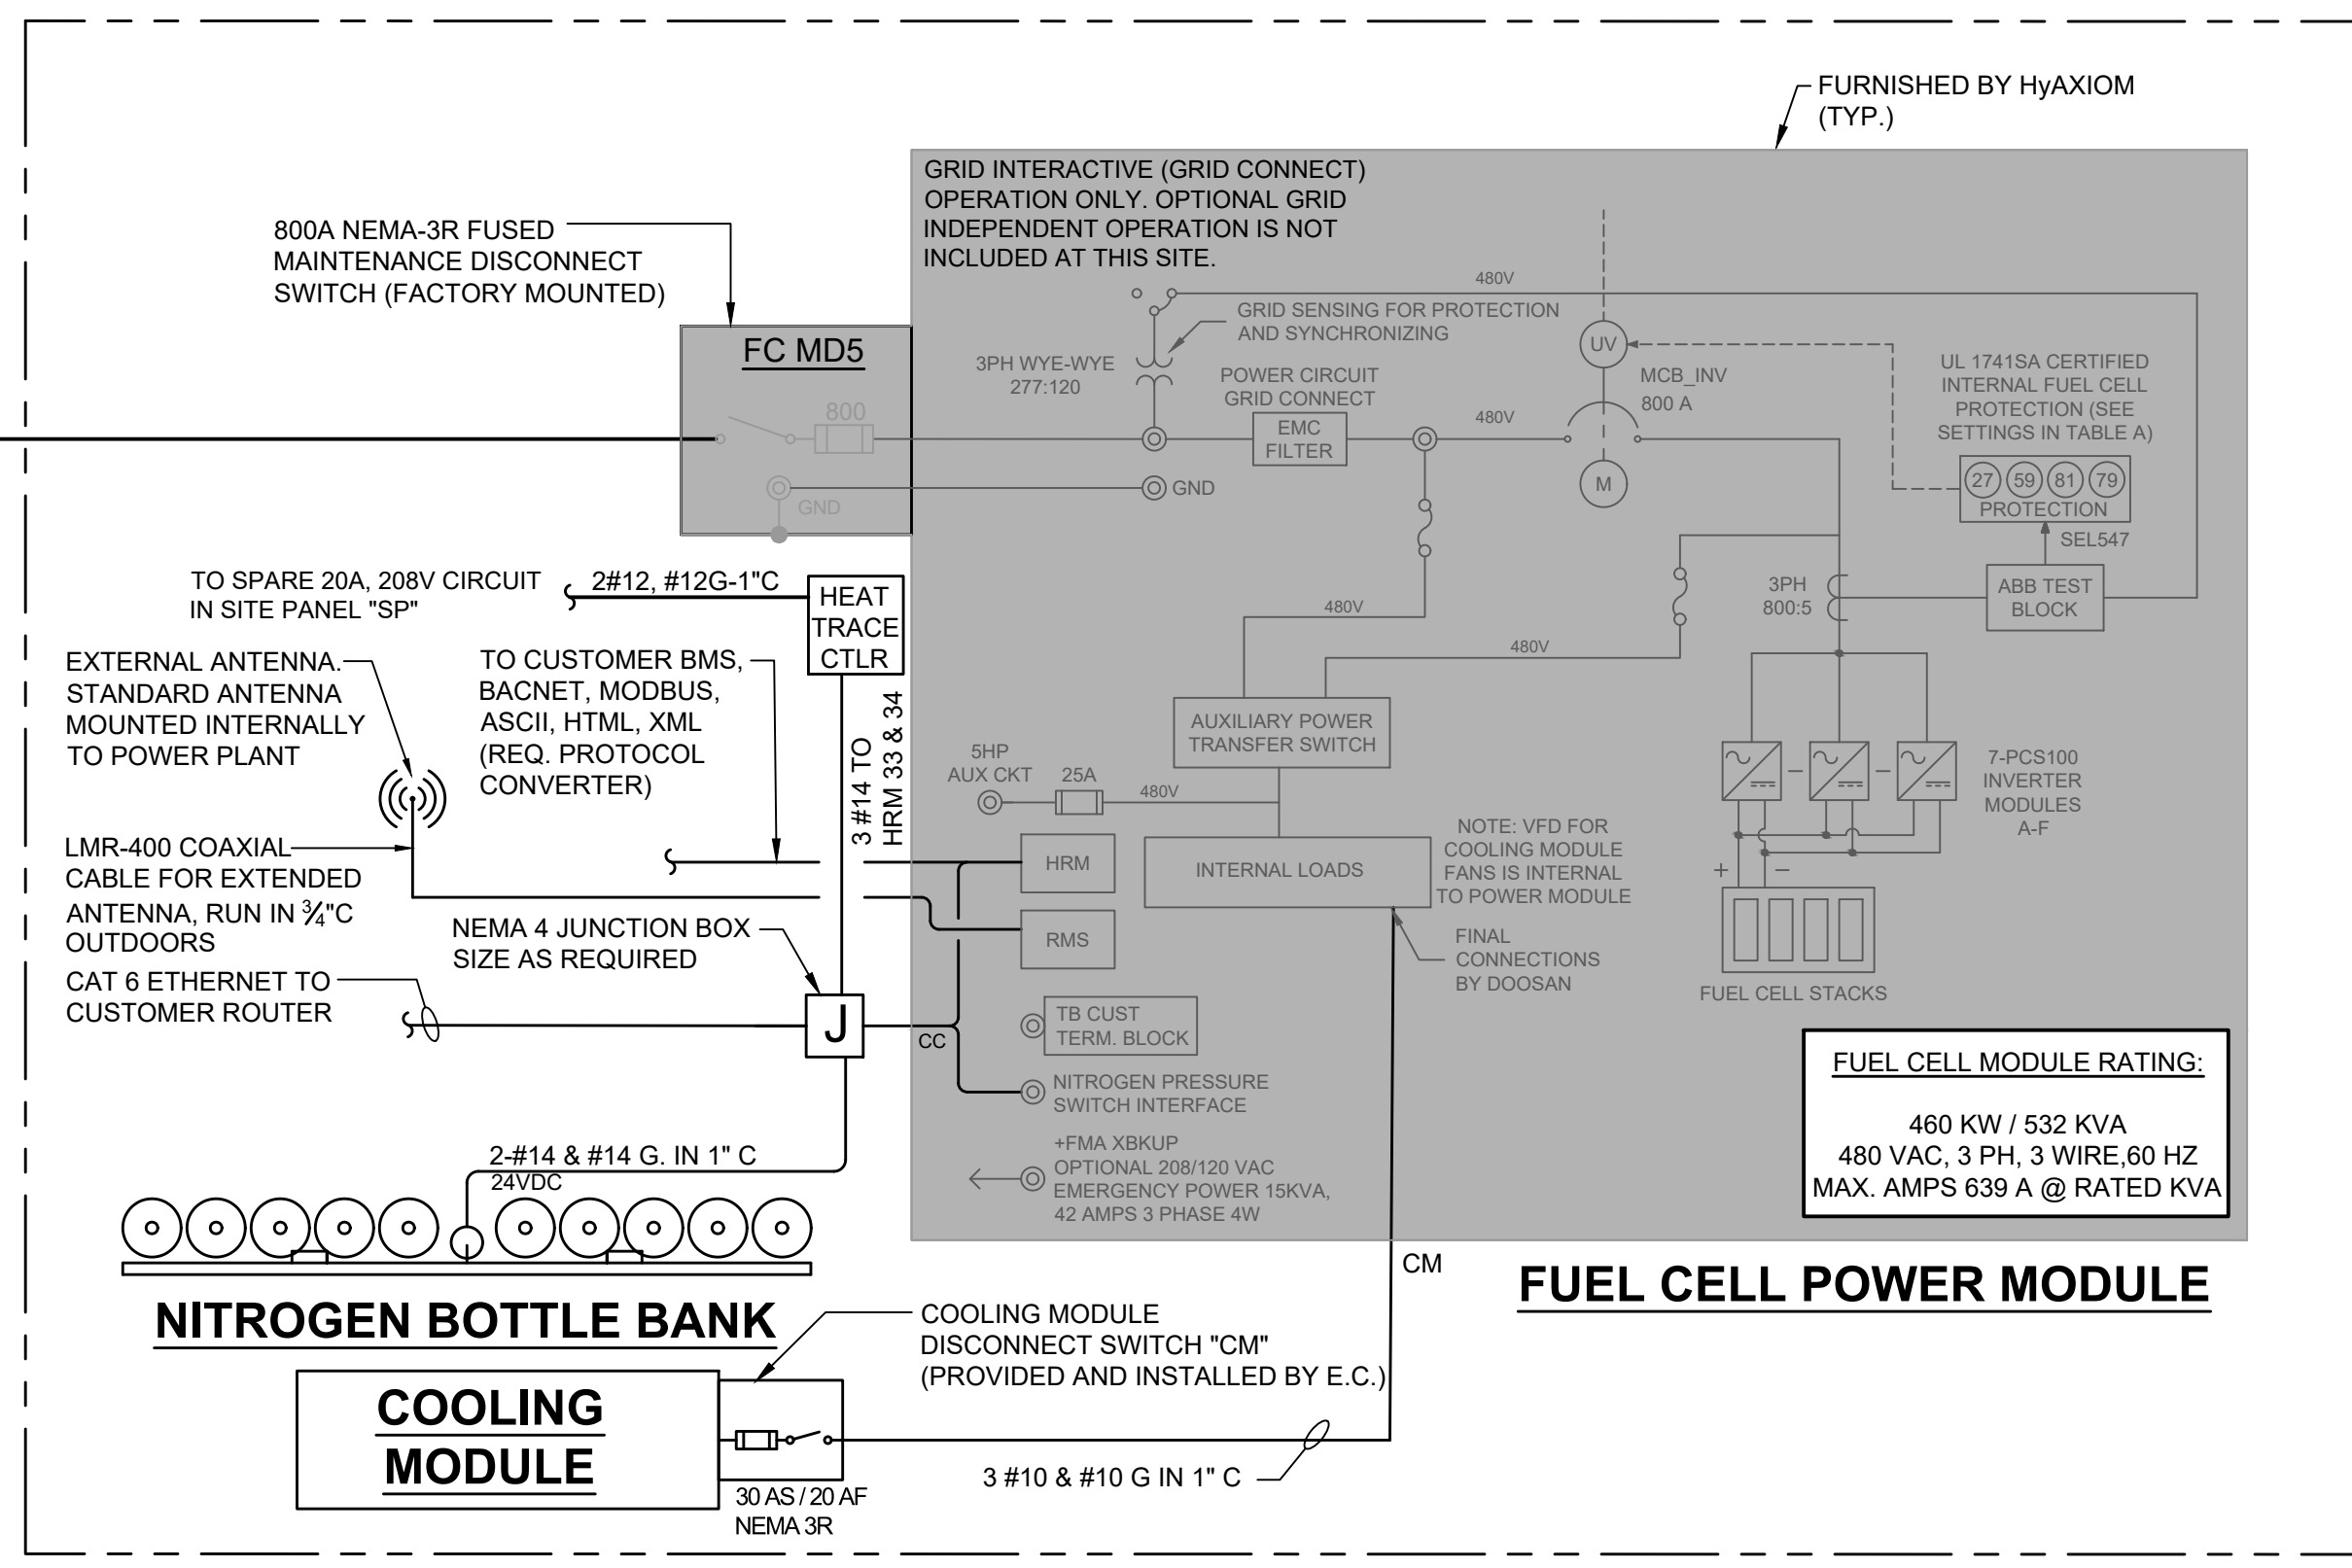 FURNISHED BY HyAXIOM
(TYP.)
GRID INTERACTIVE (GRID CONNECT)
OPERATION ONLY. OPTIONAL GRID
INDEPENDENT OPERATION IS NOT
INCLUDED AT THIS SITE.
800A NEMA-3R FUSED
MAINTENANCE DISCONNECT
SWITCH (FACTORY MOUNTED)
FC MD5
800
GND
480V
GRID SENSING FOR PROTECTION
AND SYNCHRONIZING
3PH WYE-WYE
277:120
POWER CIRCUIT
GRID CONNECT
EMC
FILTER
GND
480V
UV
MCB_INV
800 A
M
UL 1741SA CERTIFIED
INTERNAL FUEL CELL
PROTECTION (SEE
SETTINGS IN TABLE A)
27 59 81 79
PROTECTION
SEL547
ABB TEST
BLOCK
3PH
800:5
480V
480V
TO SPARE 20A, 208V CIRCUIT
IN SITE PANEL "SP"
2#12, #12G-1"C
HEAT
TRACE
CTLR
EXTERNAL ANTENNA.
STANDARD ANTENNA
MOUNTED INTERNALLY
TO POWER PLANT
TO CUSTOMER BMS,
BACNET, MODBUS,
ASCII, HTML, XML
(REQ. PROTOCOL
CONVERTER)
3 #14 TO
HRM 33 & 34
AUXILIARY POWER
TRANSFER SWITCH
5HP
AUX CKT
25A
480V
7-PCS100
INVERTER
MODULES
A-F
LMR-400 COAXIAL
CABLE FOR EXTENDED
ANTENNA, RUN IN ¾"C
OUTDOORS
HRM
INTERNAL LOADS
NOTE: VFD FOR
COOLING MODULE
FANS IS INTERNAL
TO POWER MODULE
+ −
NEMA 4 JUNCTION BOX
SIZE AS REQUIRED
RMS
FINAL
CONNECTIONS
BY DOOSAN
FUEL CELL STACKS
CAT 6 ETHERNET TO
CUSTOMER ROUTER
J
CC
TB CUST
TERM. BLOCK
NITROGEN PRESSURE
SWITCH INTERFACE
+FMA XBKUP
OPTIONAL 208/120 VAC
EMERGENCY POWER 15KVA,
42 AMPS 3 PHASE 4W
FUEL CELL MODULE RATING:
460 KW / 532 KVA
480 VAC, 3 PH, 3 WIRE,60 HZ
MAX. AMPS 639 A @ RATED KVA
2-#14 & #14 G. IN 1" C
24VDC
CM
FUEL CELL POWER MODULE
NITROGEN BOTTLE BANK
COOLING MODULE
DISCONNECT SWITCH "CM"
(PROVIDED AND INSTALLED BY E.C.)
COOLING
MODULE
3 #10 & #10 G IN 1" C
30 AS / 20 AF
NEMA 3R